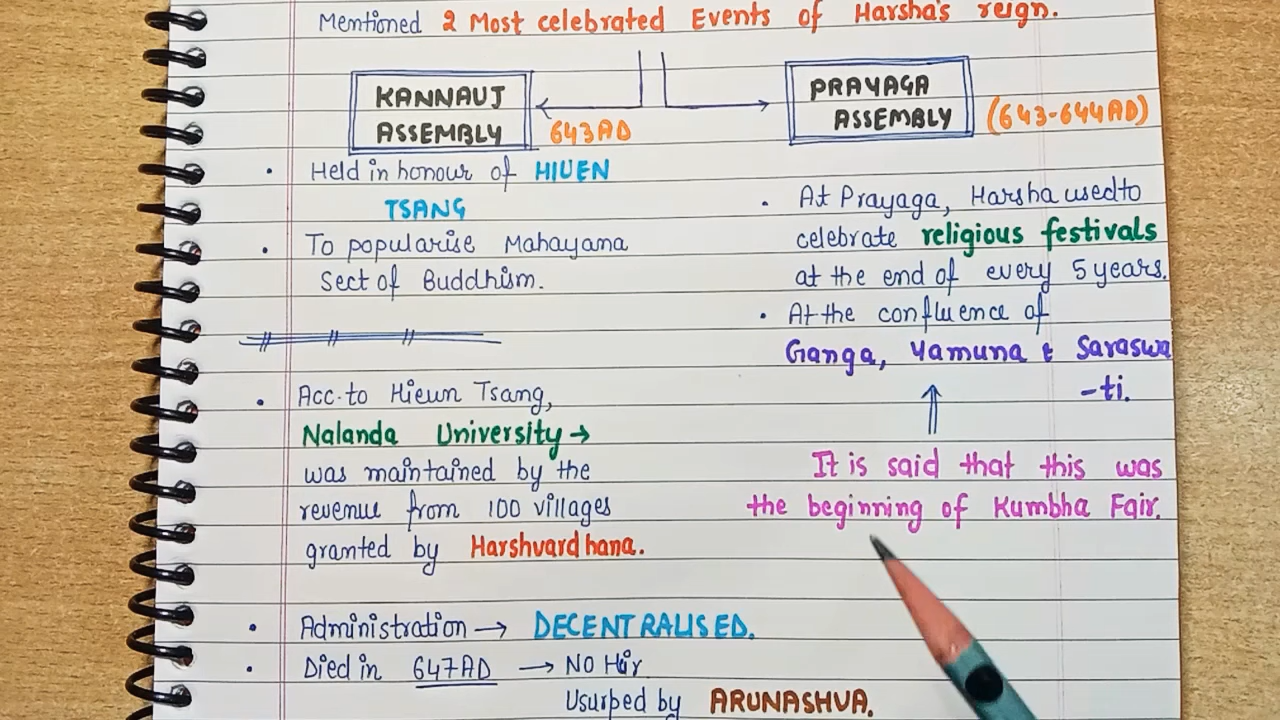 Mentioned 2 Most celebrated Events of Harsha's reign.
KANNAUJ
ASSEMBLY
643AD
PRAYAGA
ASSEMBLY
(643-644AD)
• Held in honour of HIUEN
TSANG
• To popularise Mahayana
Sect of Buddhism.
• At Prayaga, Harsha used to
celebrate religious festivals
at the end of every 5 years.
• At the confluence of
Ganga, Yamuna & Saraswa
-ti.
It is said that this was
the beginning of Kumbha Fair.
• Acc. to Hieun Tsang,
Nalanda University →
was maintained by the
revenue from 100 villages
granted by Harshvardhana.
• Administration → DECENTRALISED.
• Died in 647AD → NO Hir
Usurped by ARUNASHVA.